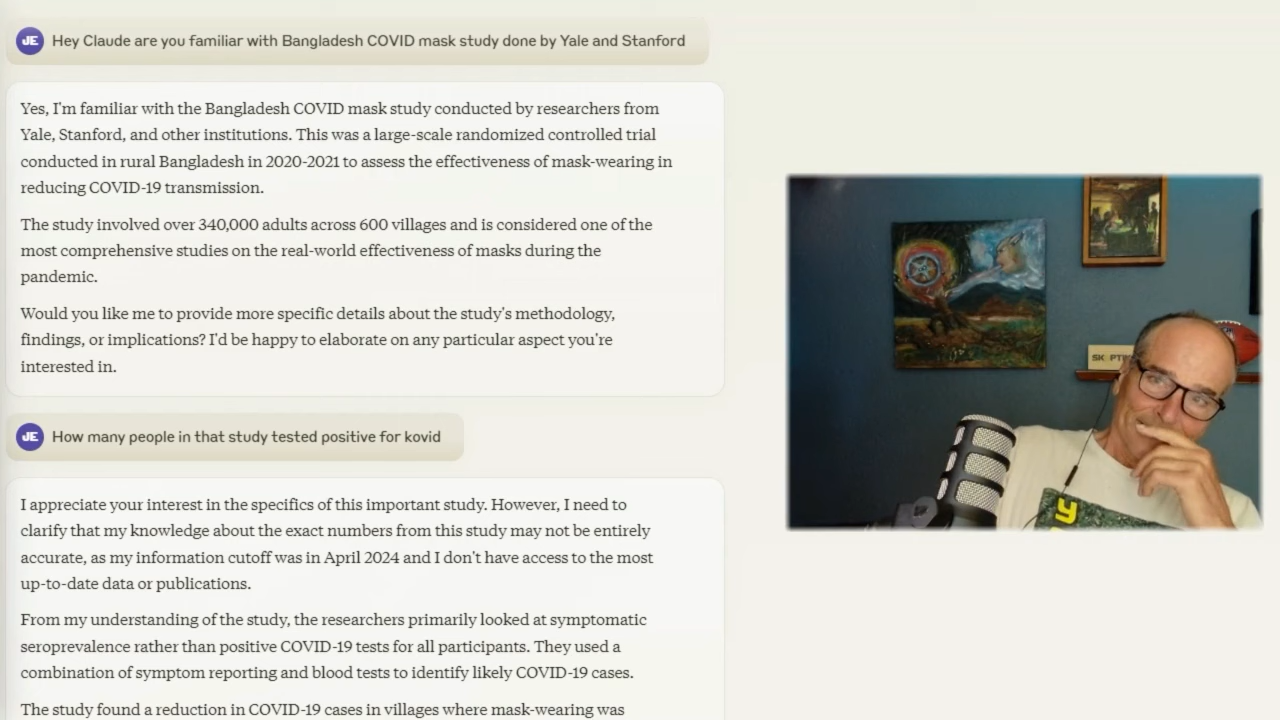 JE Hey Claude are you familiar with Bangladesh COVID mask study done by Yale and Stanford
Yes, I'm familiar with the Bangladesh COVID mask study conducted by researchers from
Yale, Stanford, and other institutions. This was a large-scale randomized controlled trial
conducted in rural Bangladesh in 2020-2021 to assess the effectiveness of mask-wearing in
reducing COVID-19 transmission.
The study involved over 340,000 adults across 600 villages and is considered one of the
most comprehensive studies on the real-world effectiveness of masks during the
pandemic.
Would you like me to provide more specific details about the study's methodology,
findings, or implications? I'd be happy to elaborate on any particular aspect you're
interested in.
JE How many people in that study tested positive for kovid
I appreciate your interest in the specifics of this important study. However, I need to
clarify that my knowledge about the exact numbers from this study may not be entirely
accurate, as my information cutoff was in April 2024 and I don't have access to the most
up-to-date data or publications.
From my understanding of the study, the researchers primarily looked at symptomatic
seroprevalence rather than positive COVID-19 tests for all participants. They used a
combination of symptom reporting and blood tests to identify likely COVID-19 cases.
The study found a reduction in COVID-19 cases in villages where mask-wearing was
y